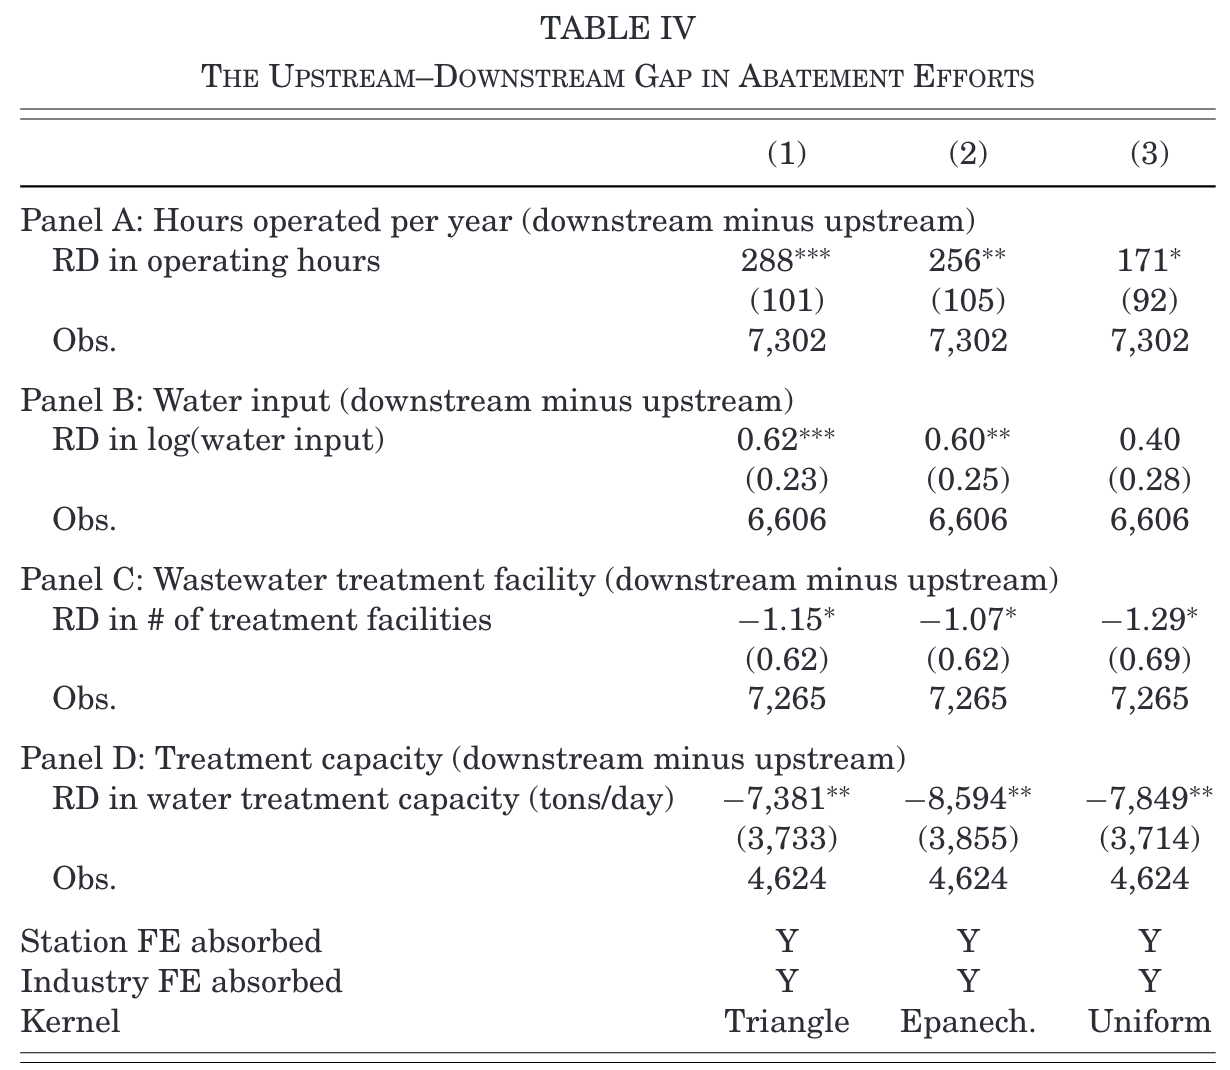 TABLE IV
THE UPSTREAM–DOWNSTREAM GAP IN ABATEMENT EFFORTS
(1) (2) (3)
Panel A: Hours operated per year (downstream minus upstream)
RD in operating hours 288*** 256** 171*
(101) (105) (92)
Obs. 7,302 7,302 7,302
Panel B: Water input (downstream minus upstream)
RD in log(water input) 0.62*** 0.60** 0.40
(0.23) (0.25) (0.28)
Obs. 6,606 6,606 6,606
Panel C: Wastewater treatment facility (downstream minus upstream)
RD in # of treatment facilities −1.15* −1.07* −1.29*
(0.62) (0.62) (0.69)
Obs. 7,265 7,265 7,265
Panel D: Treatment capacity (downstream minus upstream)
RD in water treatment capacity (tons/day) −7,381** −8,594** −7,849**
(3,733) (3,855) (3,714)
Obs. 4,624 4,624 4,624
Station FE absorbed Y Y Y
Industry FE absorbed Y Y Y
Kernel Triangle Epanech. Uniform